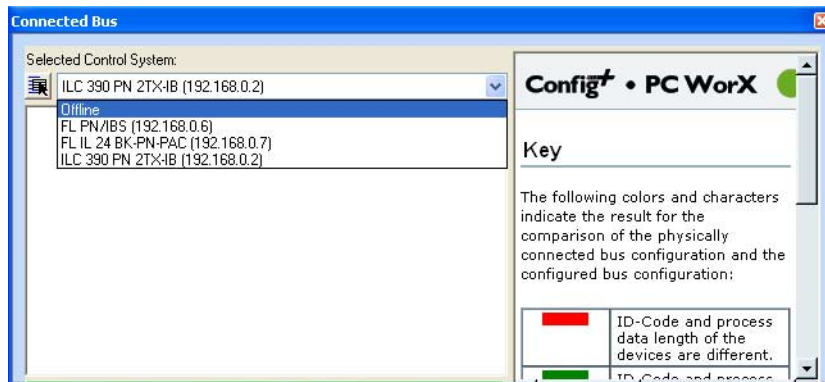 Connected Bus
Selected Control System:
ILC 390 PN 2TX-IB (192.168.0.2)
Offline
FL PN/IBS (192.168.0.6)
FL IL 24 BK-PN-PAC (192.168.0.7)
ILC 390 PN 2TX-IB (192.168.0.2)
Config+ • PC WorX
Key
The following colors and characters
indicate the result for the
comparison of the physically
connected bus configuration and the
configured bus configuration:
ID-Code and process
data length of the
devices are different.
ID-Code and process